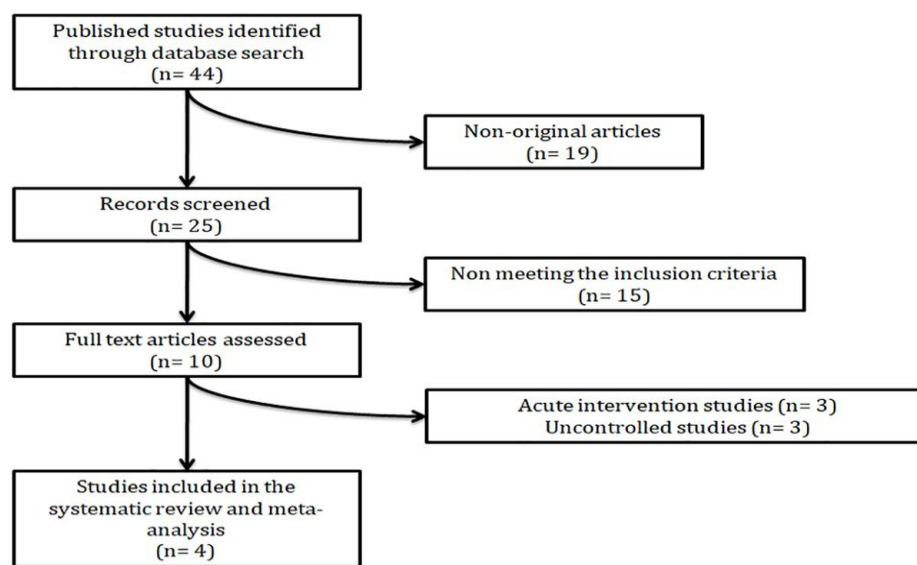 Published studies identified
through database search
(n= 44)
Non-original articles
(n= 19)
Records screened
(n= 25)
Non meeting the inclusion criteria
(n= 15)
Full text articles assessed
(n= 10)
Acute intervention studies (n= 3)
Uncontrolled studies (n= 3)
Studies included in the
systematic review and meta-
analysis
(n= 4)